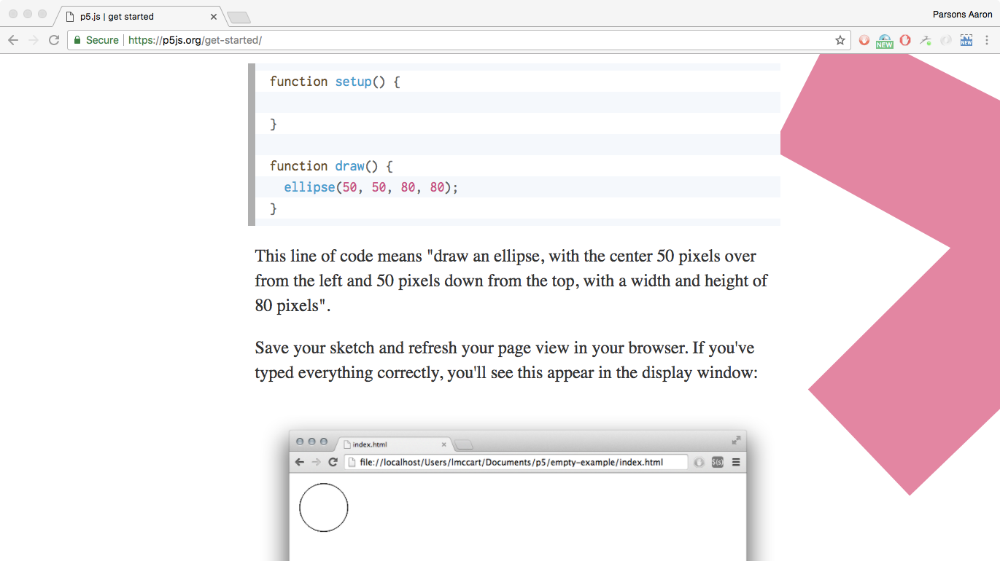 p5.js | get started
Parsons Aaron
Secure
https://p5js.org/get-started/
NEW
NEW
function setup() {
}
function draw() {
ellipse(50, 50, 80, 80);
}
This line of code means "draw an ellipse, with the center 50 pixels over
from the left and 50 pixels down from the top, with a width and height of
80 pixels".
Save your sketch and refresh your page view in your browser. If you've
typed everything correctly, you'll see this appear in the display window:
index.html
file://localhost/Users/lmccart/Documents/p5/empty-example/index.html
S(s)